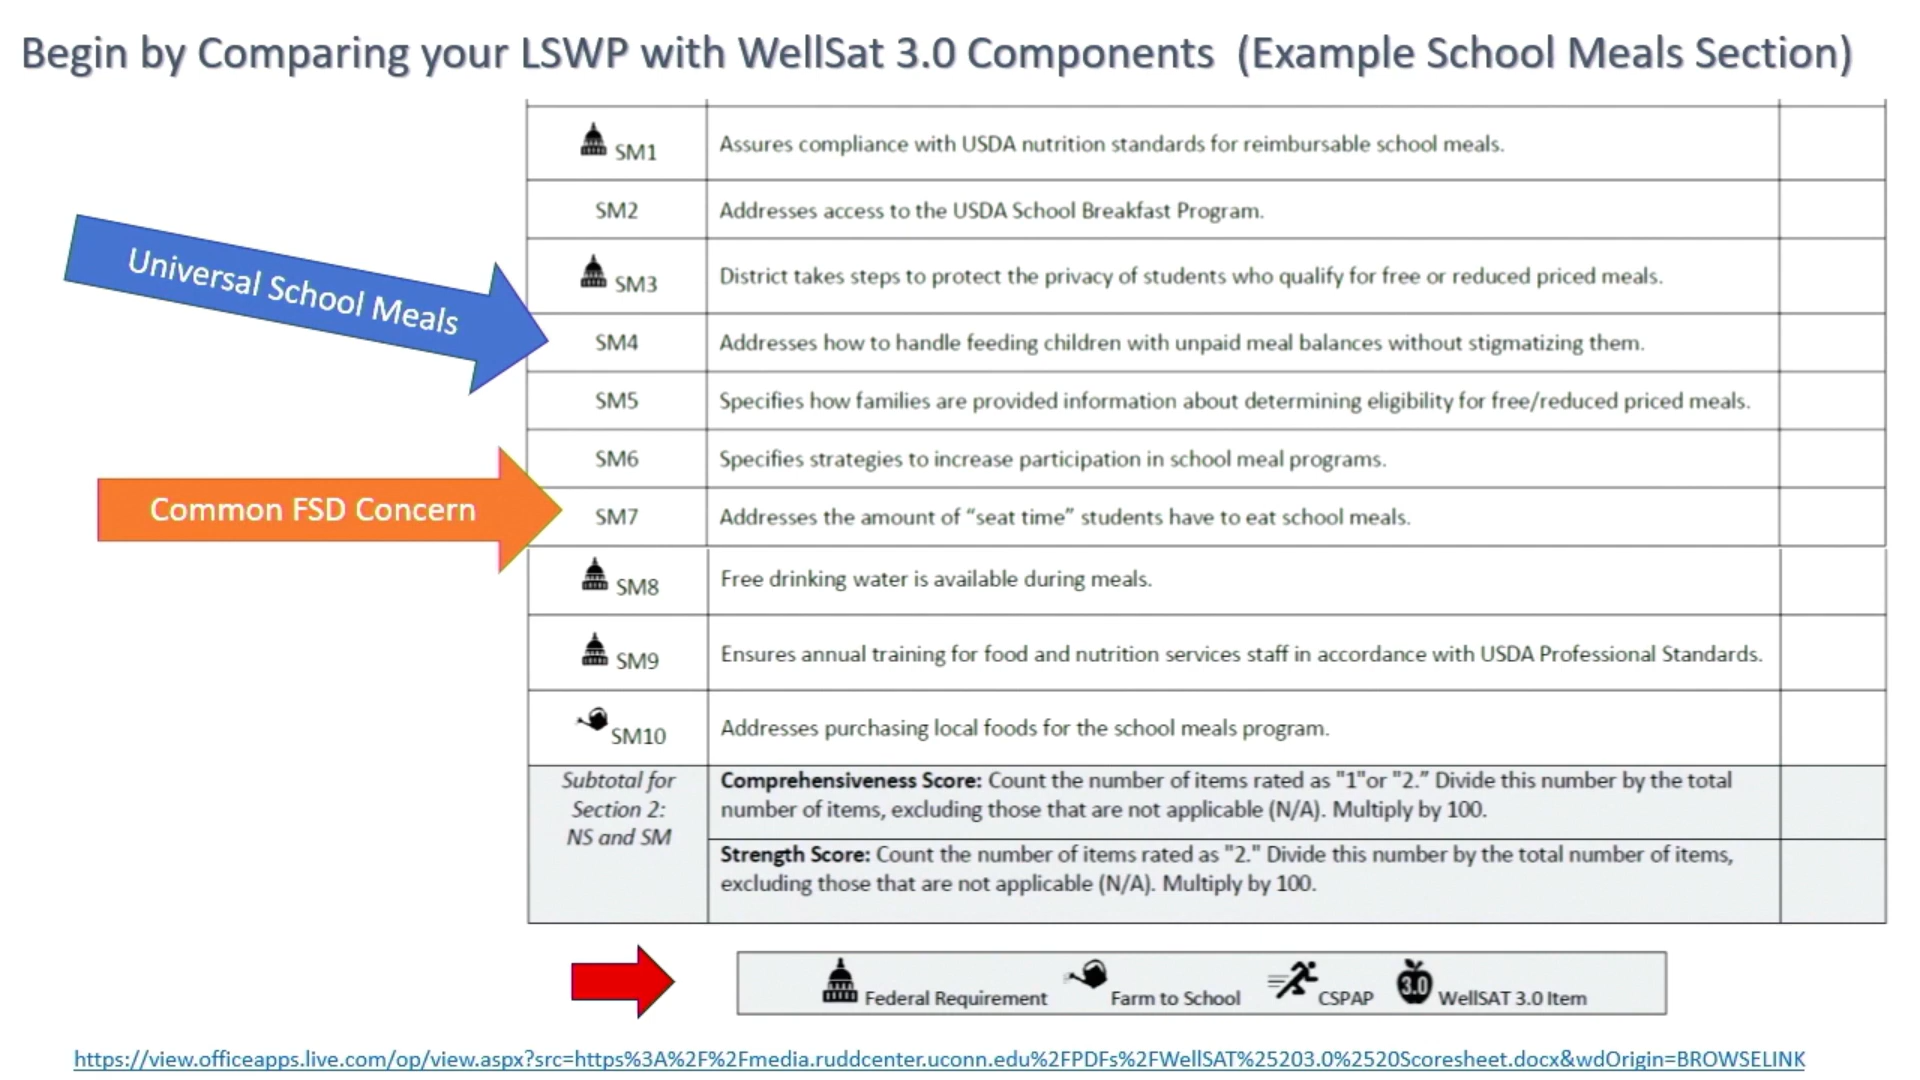 Begin by Comparing your LSWP with WellSat 3.0 Components (Example School Meals Section)
SM1 Assures compliance with USDA nutrition standards for reimbursable school meals.
SM2 Addresses access to the USDA School Breakfast Program.
Universal School Meals
SM3 District takes steps to protect the privacy of students who qualify for free or reduced priced meals.
SM4 Addresses how to handle feeding children with unpaid meal balances without stigmatizing them.
SM5 Specifies how families are provided information about determining eligibility for free/reduced priced meals.
SM6 Specifies strategies to increase participation in school meal programs.
Common FSD Concern
SM7 Addresses the amount of “seat time” students have to eat school meals.
SM8 Free drinking water is available during meals.
SM9 Ensures annual training for food and nutrition services staff in accordance with USDA Professional Standards.
SM10 Addresses purchasing local foods for the school meals program.
Subtotal for
Section 2:
NS and SM
Comprehensiveness Score: Count the number of items rated as "1"or "2.” Divide this number by the total
number of items, excluding those that are not applicable (N/A). Multiply by 100.
Strength Score: Count the number of items rated as "2." Divide this number by the total number of items,
excluding those that are not applicable (N/A). Multiply by 100.
Federal Requirement Farm to School CSPAP 3.0 WellSAT 3.0 Item
https://view.officeapps.live.com/op/view.aspx?src=https%3A%2F%2Fmedia.ruddcenter.uconn.edu%2FPDFs%2FWellSAT%25203.0%2520Scoresheet.docx&wdOrigin=BROWSELINK